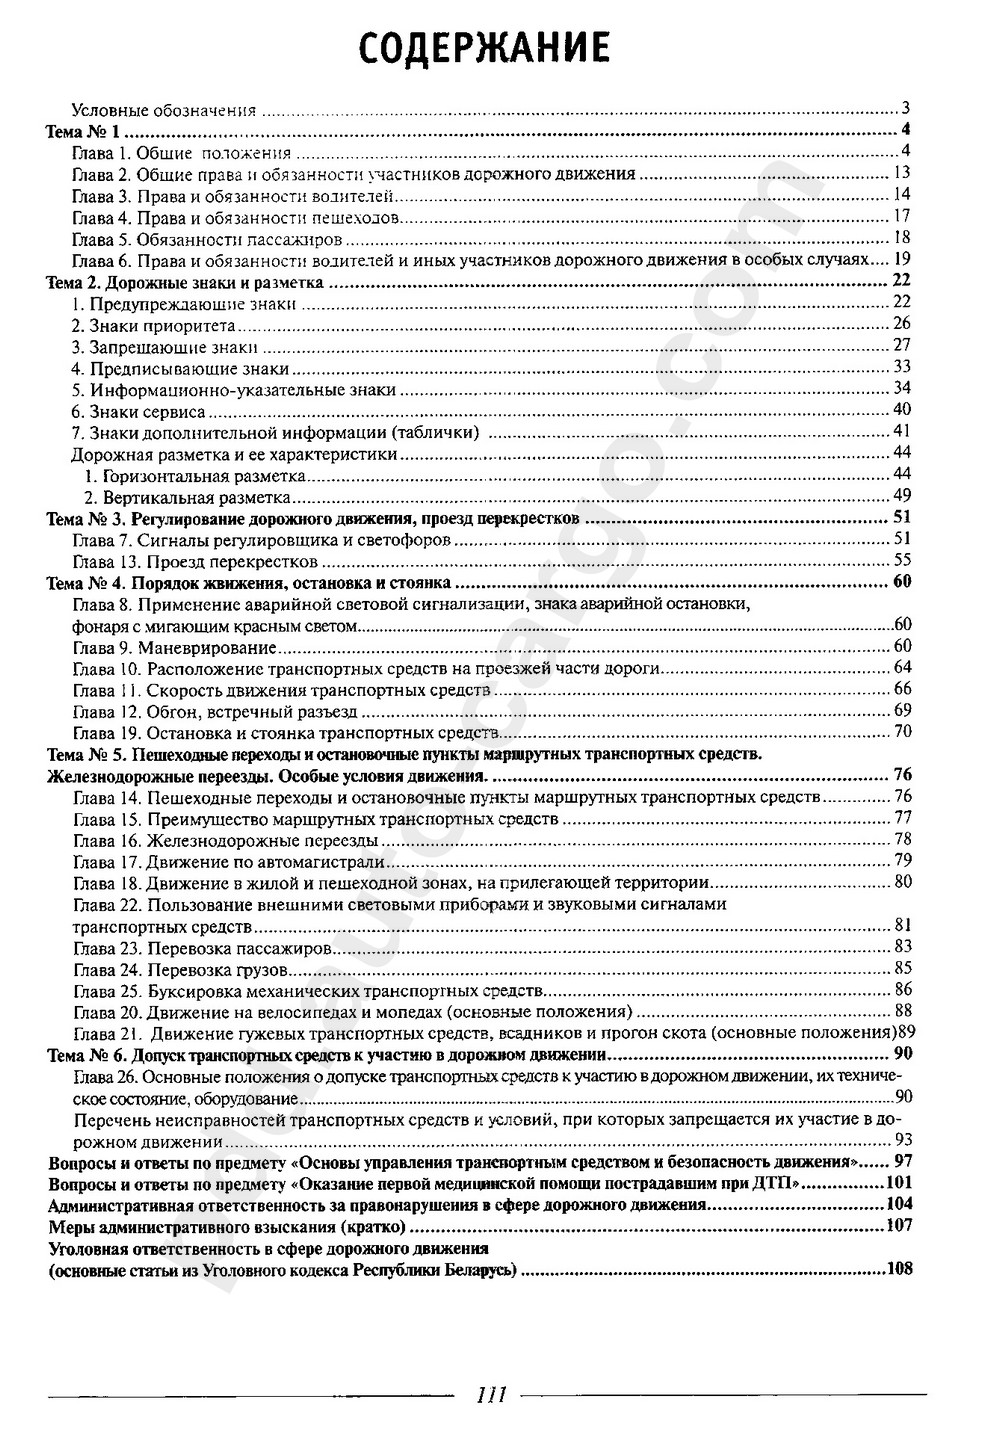 СОДЕРЖАНИЕ
Условные обозначения ........ 3
Тема № 1 ........ 4
Глава 1. Общие положения ........ 4
Глава 2. Общие права и обязанности участников дорожного движения ........ 13
Глава 3. Права и обязанности водителей ........ 14
Глава 4. Права и обязанности пешеходов ........ 17
Глава 5. Обязанности пассажиров ........ 18
Глава 6. Права и обязанности водителей и иных участников дорожного движения в особых случаях.... 19
Тема 2. Дорожные знаки и разметка ........ 22
1. Предупреждающие знаки ........ 22
2. Знаки приоритета ........ 26
3. Запрещающие знаки ........ 27
4. Предписывающие знаки ........ 33
5. Информационно-указательные знаки ........ 34
6. Знаки сервиса ........ 40
7. Знаки дополнительной информации (таблички) ........ 41
Дорожная разметка и ее характеристики ........ 44
1. Горизонтальная разметка ........ 44
2. Вертикальная разметка ........ 49
Тема № 3. Регулирование дорожного движения, проезд перекрестков ........ 51
Глава 7. Сигналы регулировщика и светофоров ........ 51
Глава 13. Проезд перекрестков ........ 55
Тема № 4. Порядок жвижения, остановка и стоянка ........ 60
Глава 8. Применение аварийной световой сигнализации, знака аварийной остановки,
фонаря с мигающим красным светом ........ 60
Глава 9. Маневрирование ........ 60
Глава 10. Расположение транспортных средств на проезжей части дороги ........ 64
Глава 11. Скорость движения транспортных средств ........ 66
Глава 12. Обгон, встречный разъезд ........ 69
Глава 19. Остановка и стоянка транспортных средств ........ 70
Тема № 5. Пешеходные переходы и остановочные пункты маршрутных транспортных средств.
Железнодорожные переезды. Особые условия движения. ........ 76
Глава 14. Пешеходные переходы и остановочные пункты маршрутных транспортных средств ........ 76
Глава 15. Преимущество маршрутных транспортных средств ........ 77
Глава 16. Железнодорожные переезды ........ 78
Глава 17. Движение по автомагистрали ........ 79
Глава 18. Движение в жилой и пешеходной зонах, на прилегающей территории ........ 80
Глава 22. Пользование внешними световыми приборами и звуковыми сигналами
транспортных средств ........ 81
Глава 23. Перевозка пассажиров ........ 83
Глава 24. Перевозка грузов ........ 85
Глава 25. Буксировка механических транспортных средств ........ 86
Глава 20. Движение на велосипедах и мопедах (основные положения) ........ 88
Глава 21. Движение гужевых транспортных средств, всадников и прогон скота (основные положения)89
Тема № 6. Допуск транспортных средств к участию в дорожном движении ........ 90
Глава 26. Основные положения о допуске транспортных средств к участию в дорожном движении, их техниче-
ское состояние, оборудование ........ 90
Перечень неисправностей транспортных средств и условий, при которых запрещается их участие в до-
рожном движении ........ 93
Вопросы и ответы по предмету «Основы управления транспортным средством и безопасность движения» ...... 97
Вопросы и ответы по предмету «Оказание первой медицинской помощи пострадавшим при ДТП» ........ 101
Административная ответственность за правонарушения в сфере дорожного движения ........ 104
Меры административного взыскания (кратко) ........ 107
Уголовная ответственность в сфере дорожного движения
(основные статьи из Уголовного кодекса Республики Беларусь) ........ 108
111